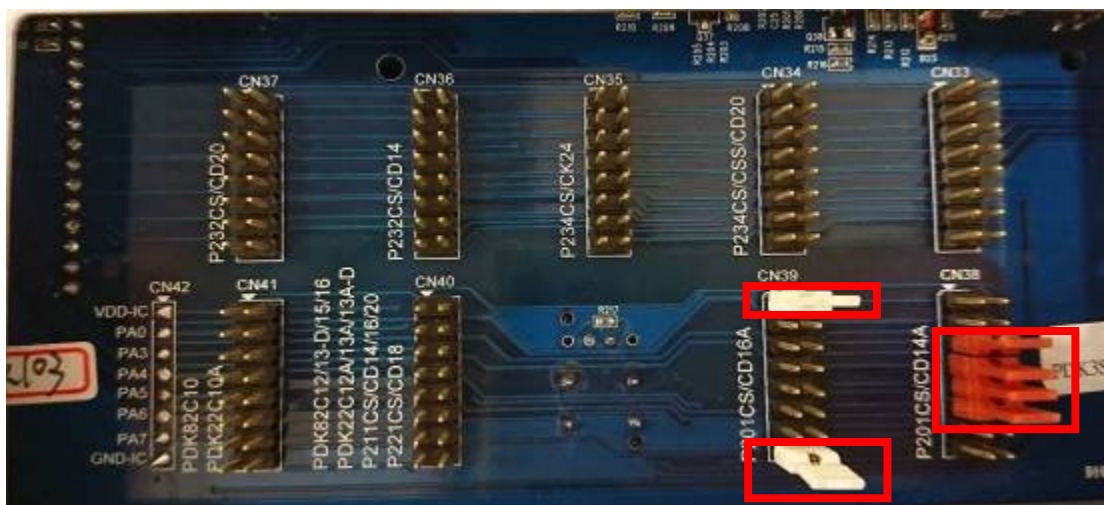 CN37
CN36
CN35
CN34
CN33
P232CS/CD20
P232CS/CD14
P234CS/CK24
P234CS/CSS/CD20
CN42
CN41
CN40
CN39
CN38
VDD-IC
PA0
PA3
PA4
PA5
PA6
PA7
GND-IC
PDK82C10
PDK22C10A
PDK82C12/13-D/15/16
PDK22C12A/13A/13A-D
P211CS/CD14/16/20
P221CS/CD18
P201CS/CD16A
P201CS/CD14A